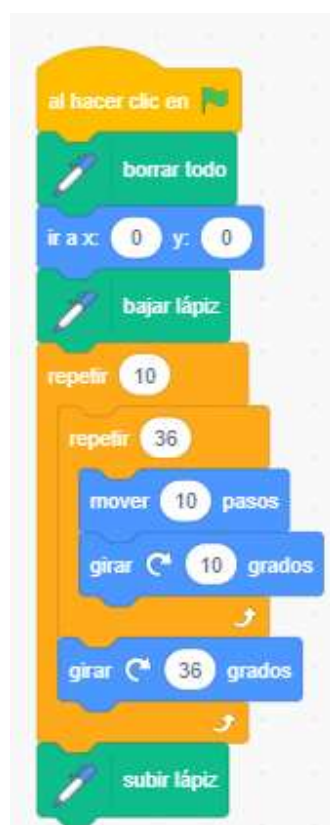 al hacer clic en
borrar todo
ir a x: 0 y: 0
bajar lápiz
repetir 10
repetir 36
mover 10 pasos
girar 10 grados
girar 36 grados
subir lápiz